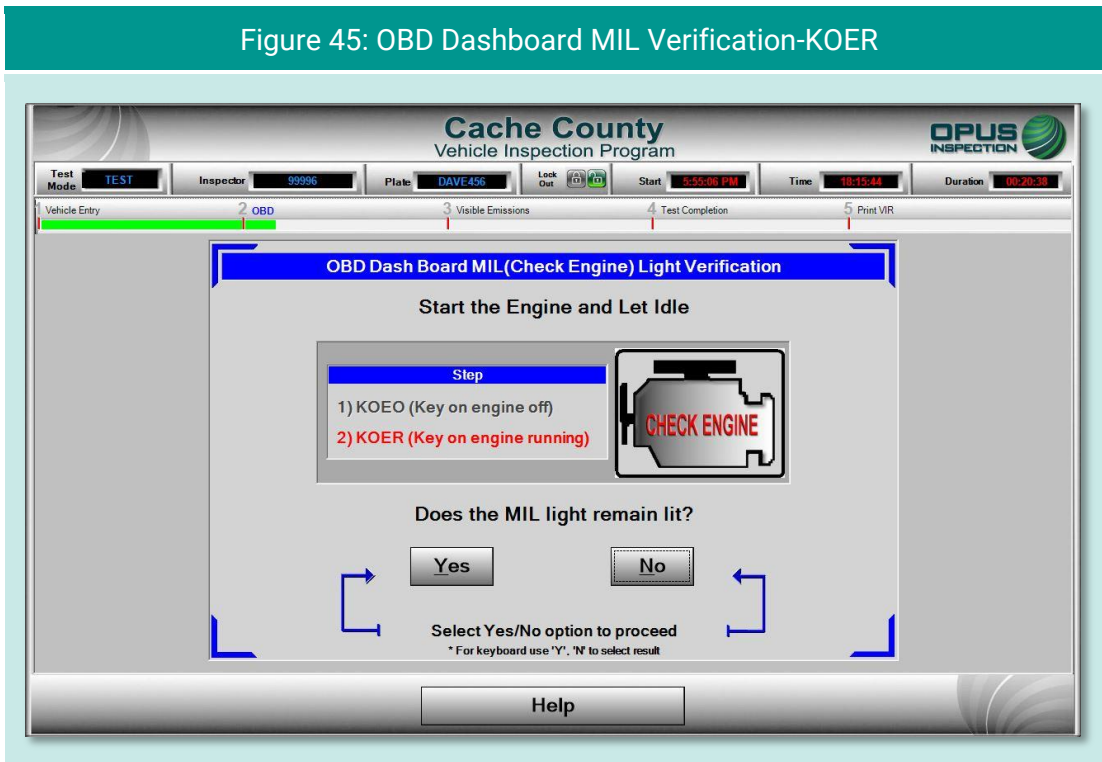 Figure 45: OBD Dashboard MIL Verification-KOER
Cache County
Vehicle Inspection Program
OPUS
INSPECTION
Test Mode TEST Inspector 99996 Plate DAVE456 Lock Out Start 5:55:06 PM Time 18:15:44 Duration 00:20:38
1 Vehicle Entry 2 OBD 3 Visible Emissions 4 Test Completion 5 Print VIR
OBD Dash Board MIL(Check Engine) Light Verification
Start the Engine and Let Idle
Step
1) KOEO (Key on engine off)
2) KOER (Key on engine running)
CHECK ENGINE
Does the MIL light remain lit?
Yes No
Select Yes/No option to proceed
* For keyboard use 'Y', 'N' to select result
Help